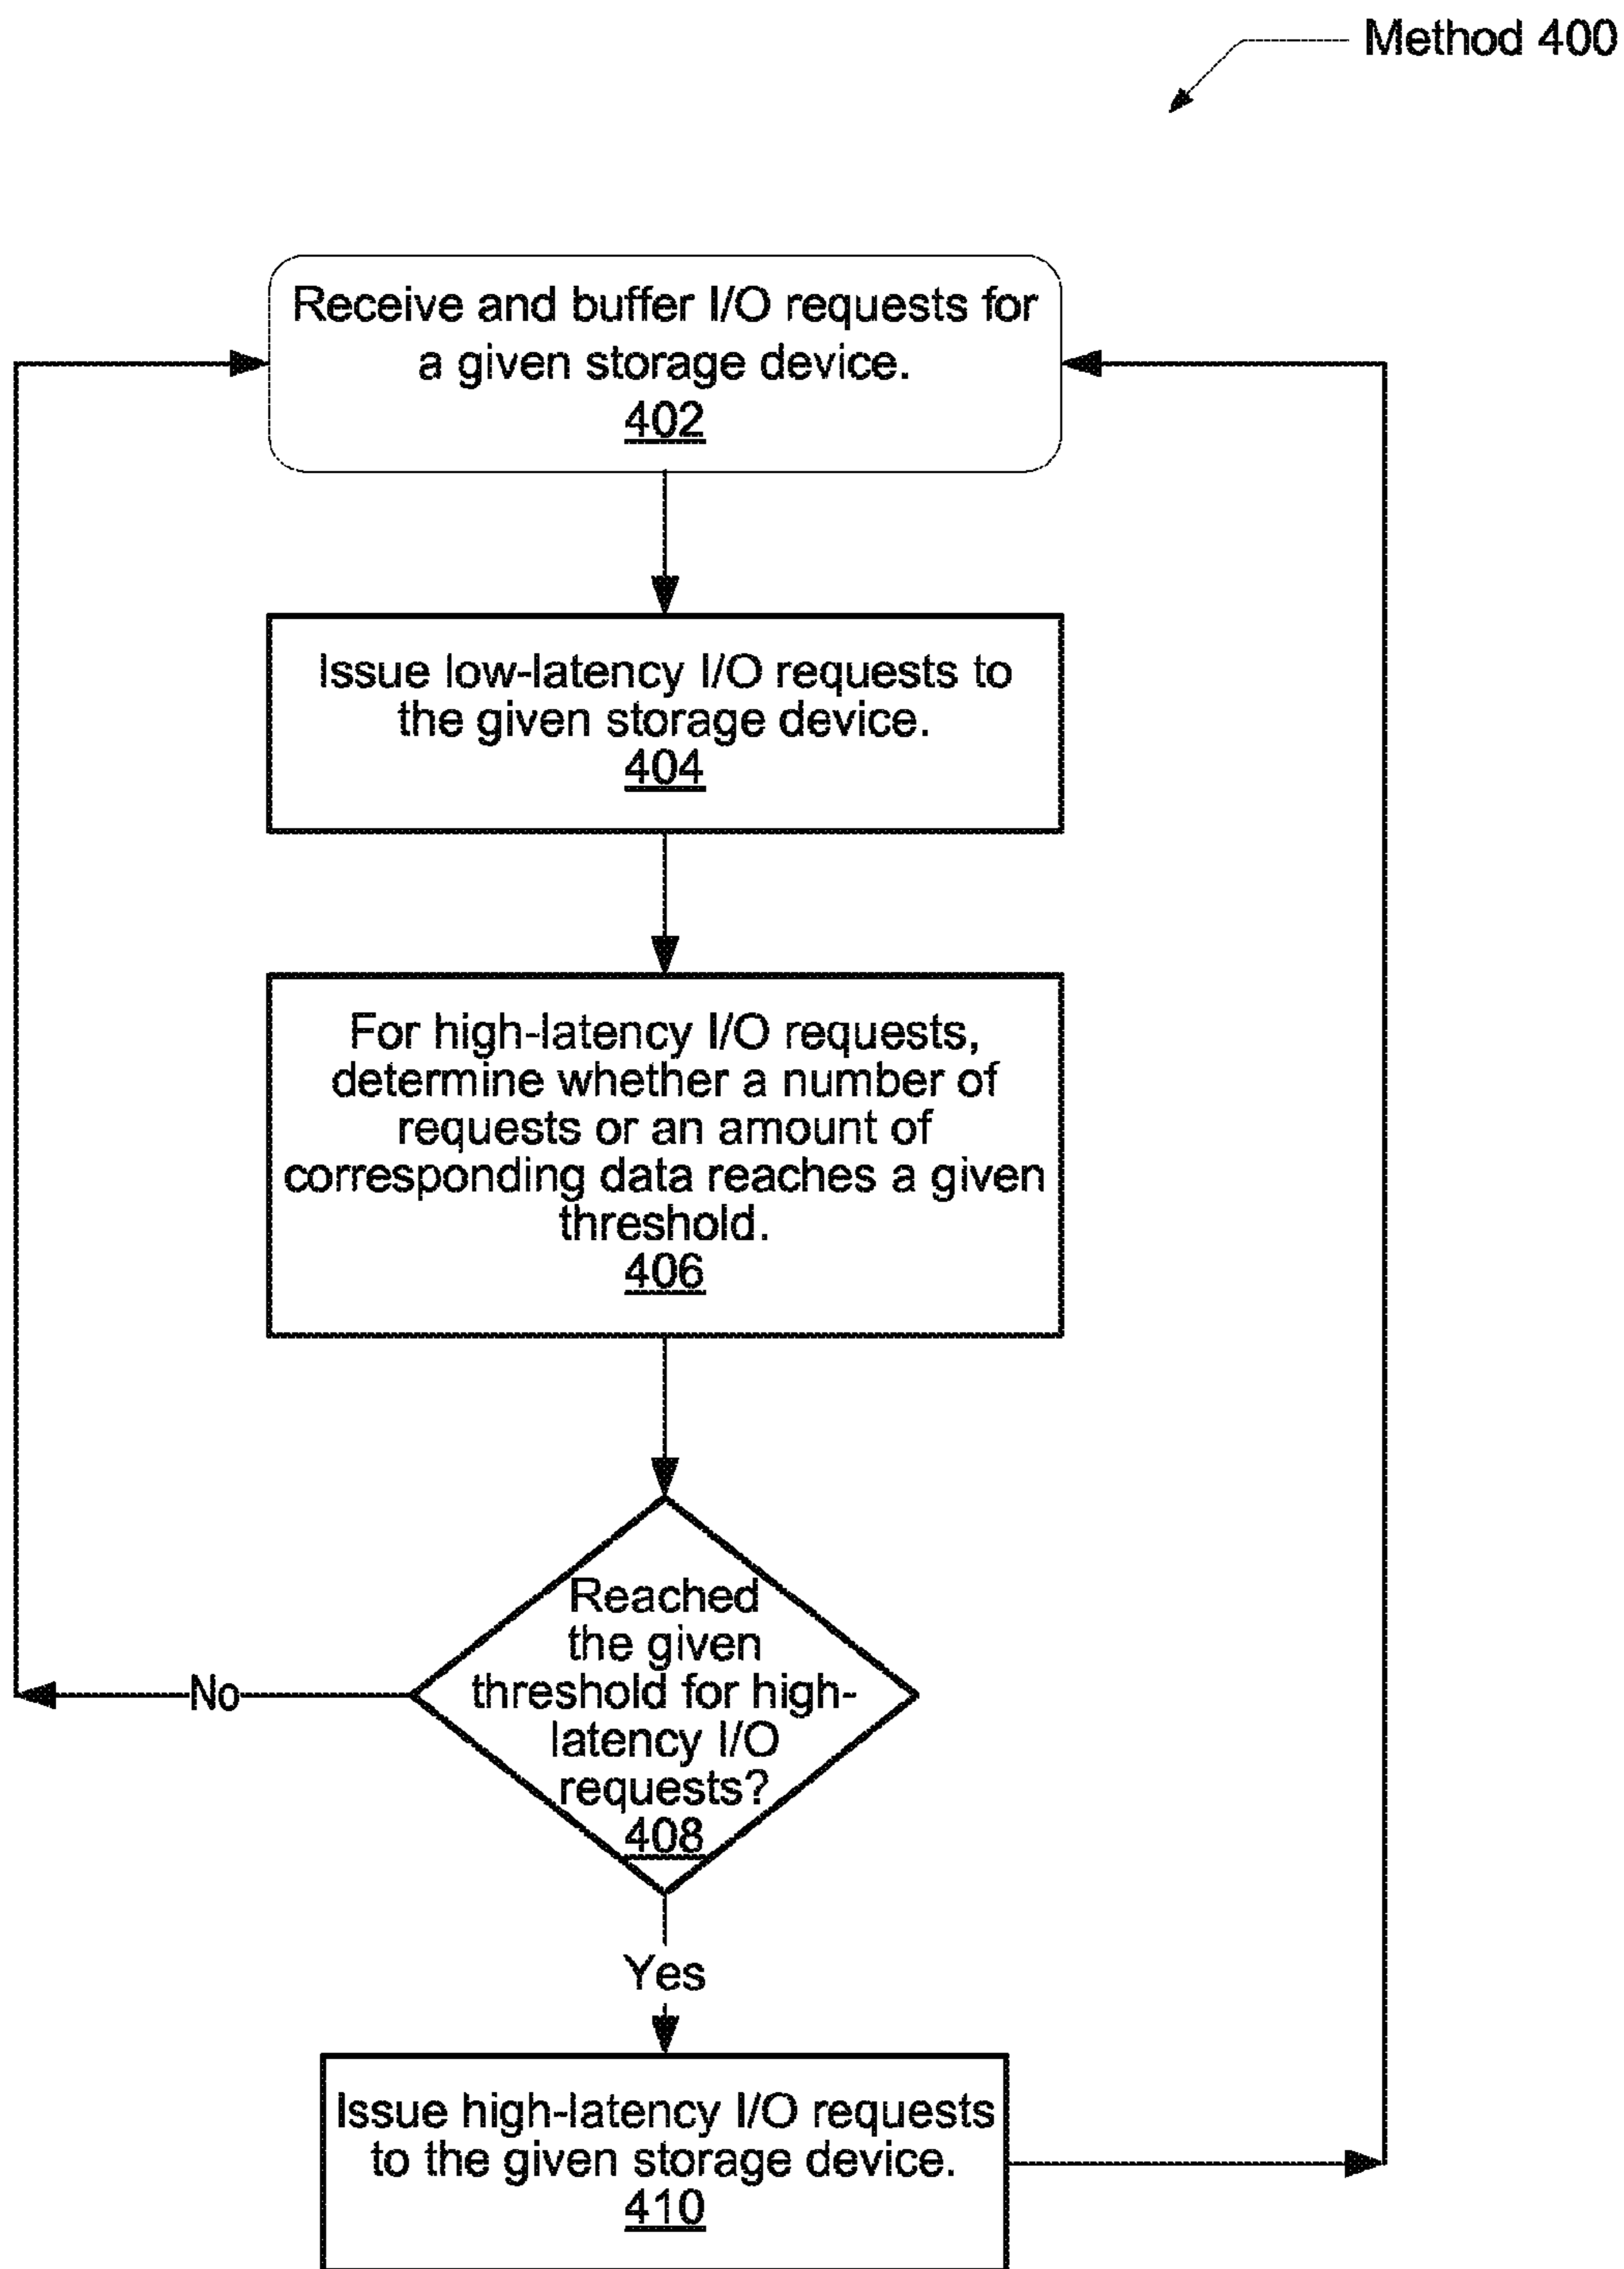 Method 400
Receive and buffer I/O requests for
a given storage device.
402
Issue low-latency I/O requests to
the given storage device.
404
For high-latency I/O requests,
determine whether a number of
requests or an amount of
corresponding data reaches a given
threshold.
406
Reached
the given
threshold for high-
latency I/O
requests?
408
No
Yes
Issue high-latency I/O requests
to the given storage device.
410